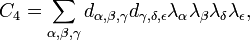 C_4 = \sum_{\alpha,\beta,\gamma} d_{\alpha,\beta,\gamma} d_{\gamma,\delta,\epsilon} \lambda_\alpha \lambda_\beta \lambda_\delta \lambda_\epsilon,